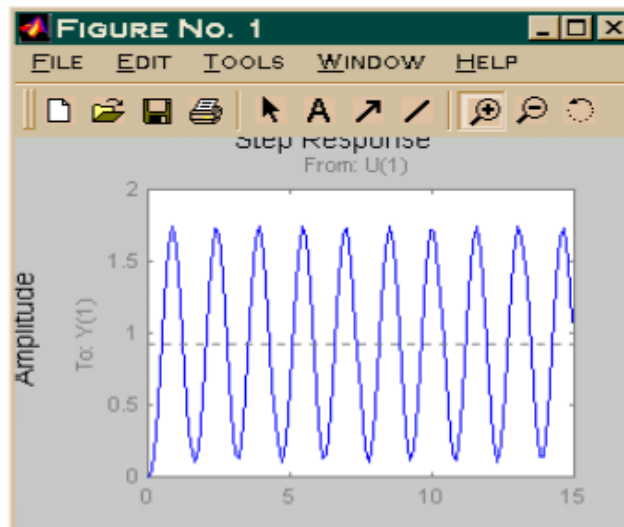 FIGURE NO. 1
FILE EDIT TOOLS WINDOW HELP
A
Step Response
From: U(1)
Amplitude
To: Y(1)
2
1.5
1
0.5
0
0 5 10 15